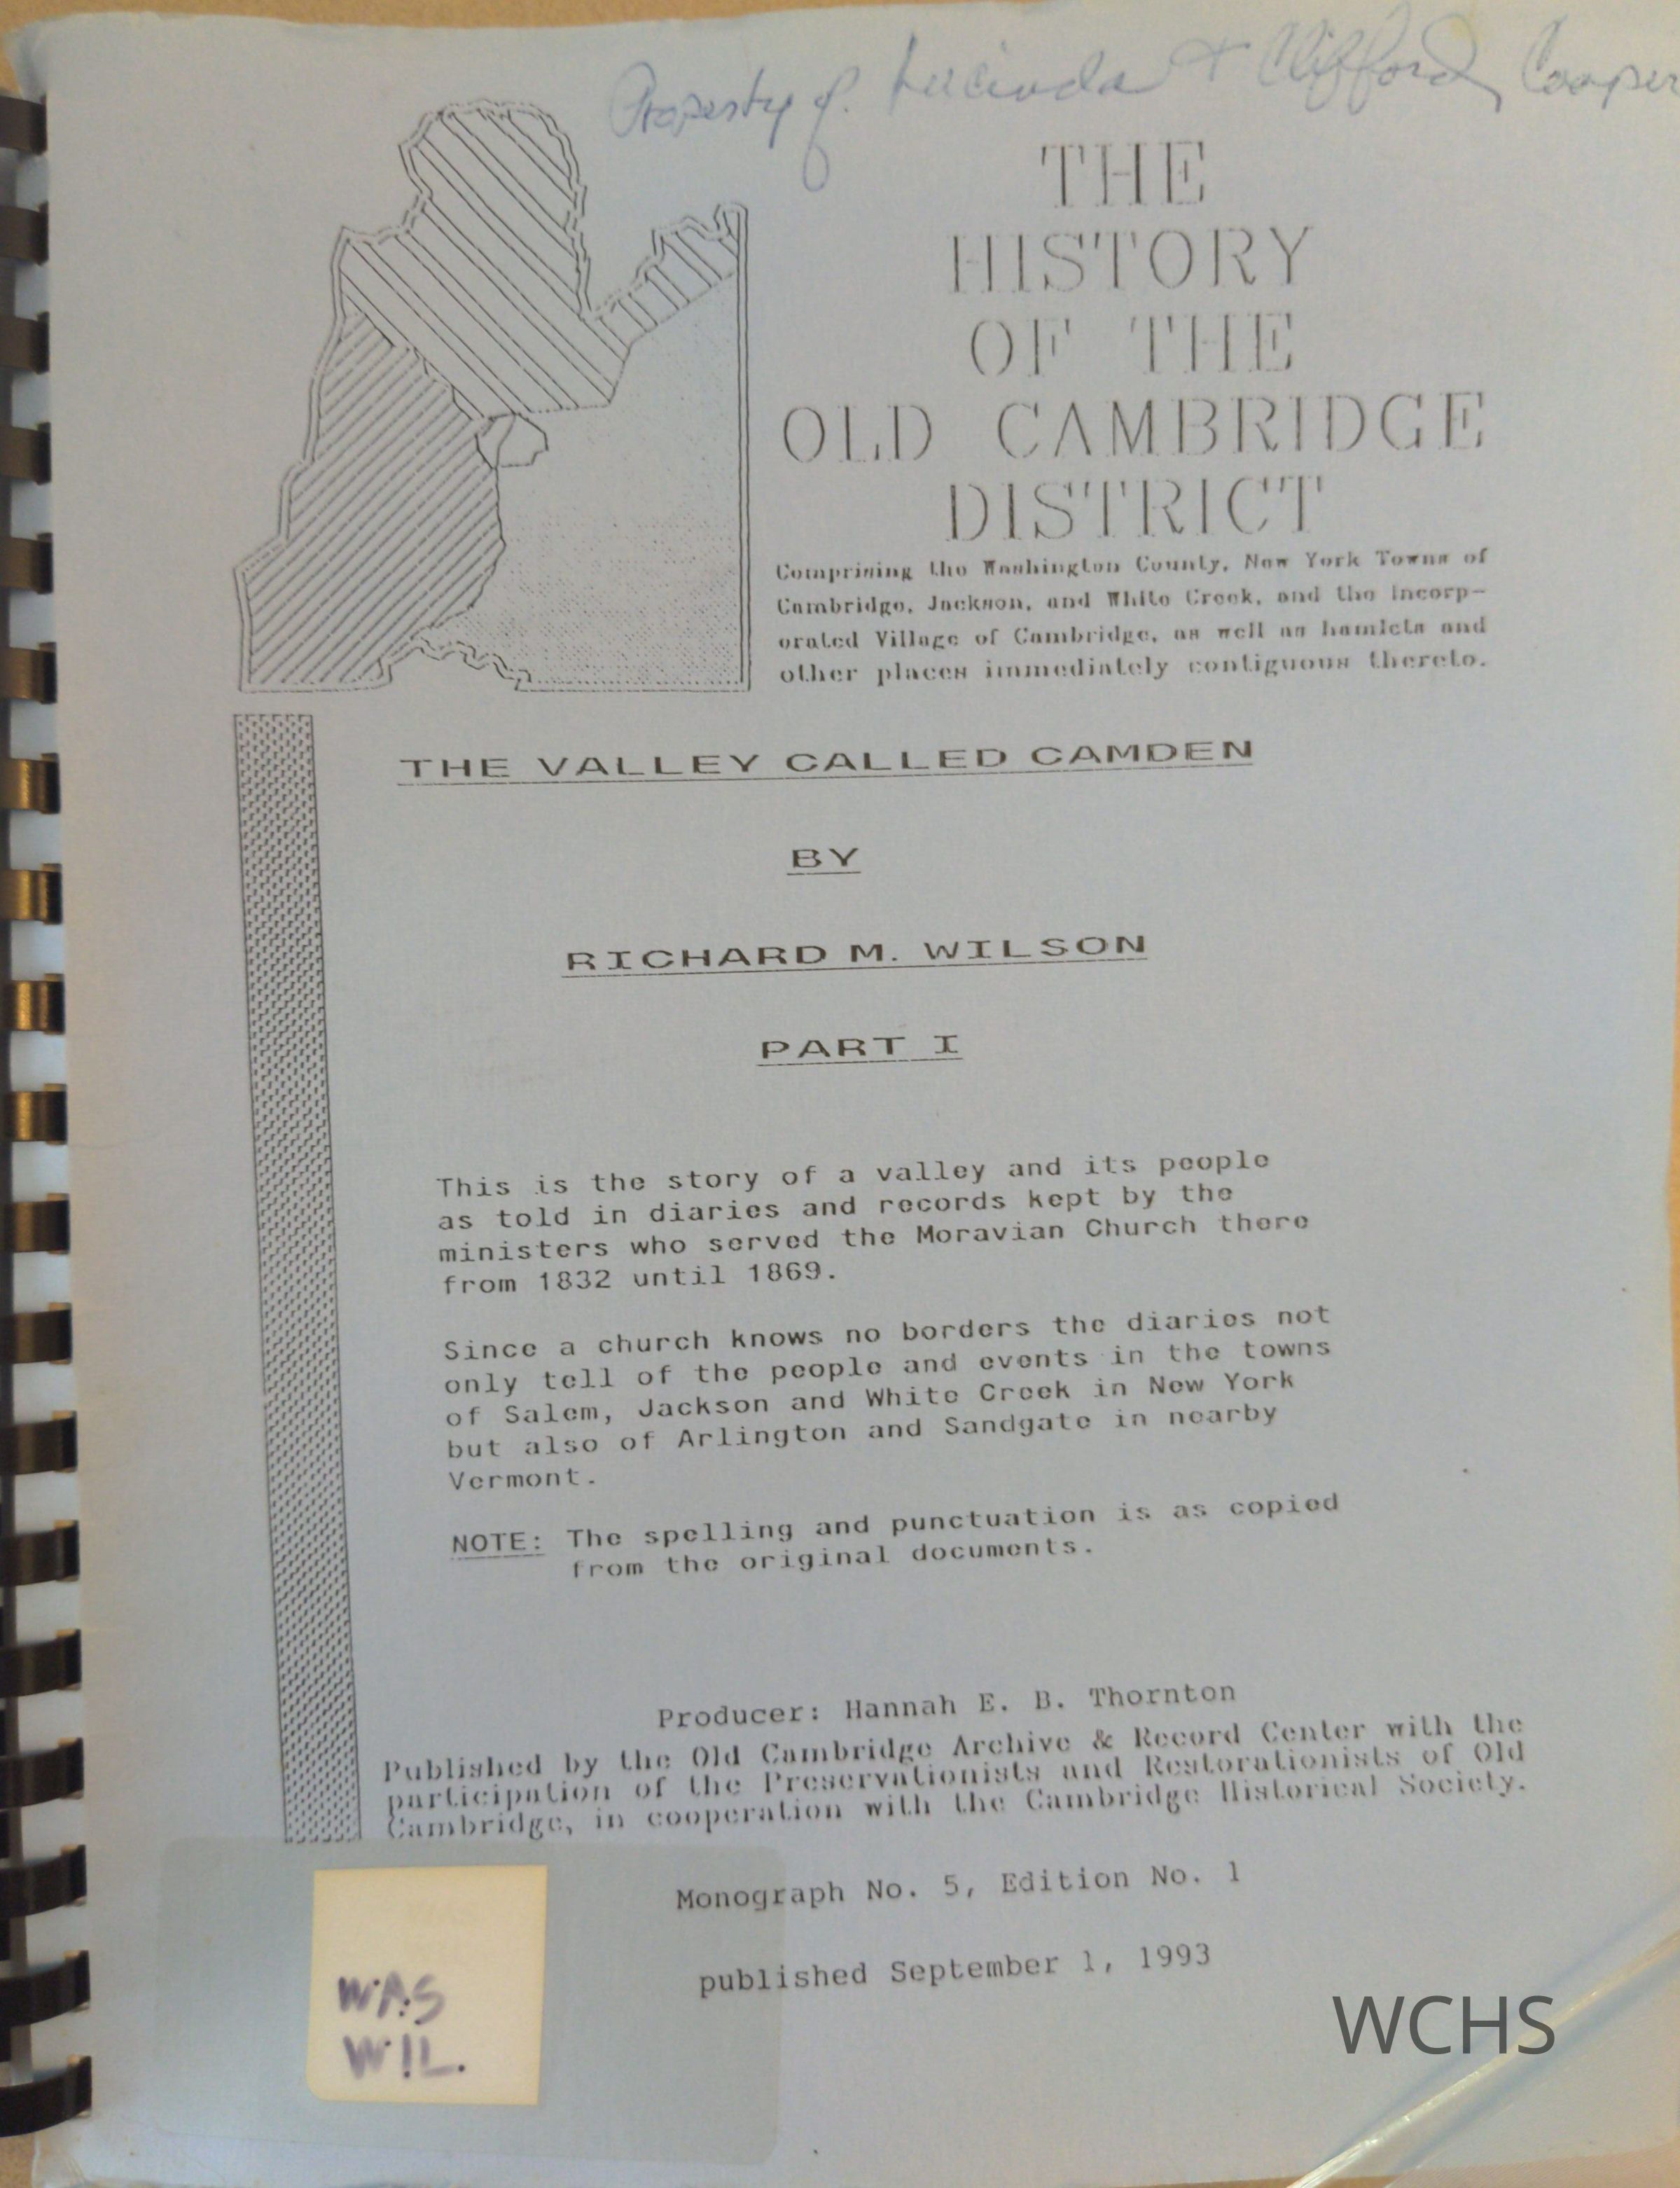 Property of Lucinda + Clifford Cooper
THE
HISTORY
OF THE
OLD CAMBRIDGE
DISTRICT
Comprising the Washington County, New York Towns of
Cambridge, Jackson, and White Creek, and the incorp-
orated Village of Cambridge, as well as hamlets and
other places immediately contiguous thereto.
THE VALLEY CALLED CAMDEN
BY
RICHARD M. WILSON
PART I
This is the story of a valley and its people
as told in diaries and records kept by the
ministers who served the Moravian Church there
from 1832 until 1869.
Since a church knows no borders the diaries not
only tell of the people and events in the towns
of Salem, Jackson and White Creek in New York
but also of Arlington and Sandgate in nearby
Vermont.
NOTE: The spelling and punctuation is as copied
from the original documents.
Producer: Hannah E. B. Thornton
Published by the Old Cambridge Archive & Record Center with the
participation of the Preservationists and Restorationists of Old
Cambridge, in cooperation with the Cambridge Historical Society.
Monograph No. 5, Edition No. 1
published September 1, 1993
WAS
WIL.
WCHS